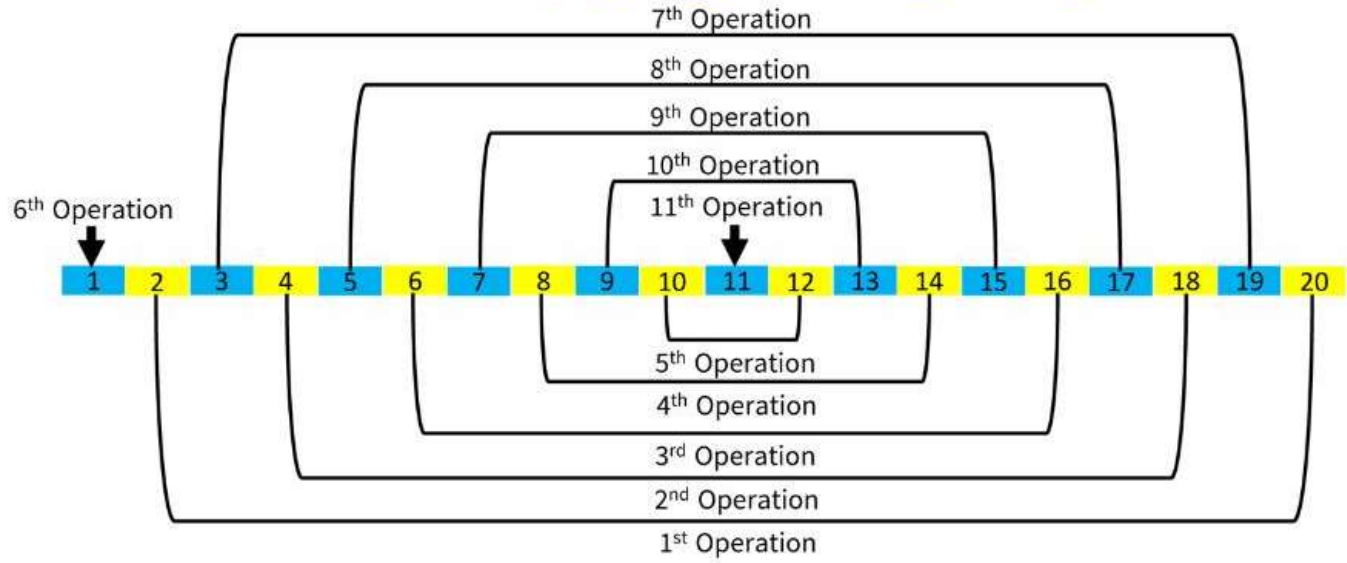 7th Operation
8th Operation
9th Operation
10th Operation
6th Operation
11th Operation
1 2 3 4 5 6 7 8 9 10 11 12 13 14 15 16 17 18 19 20
5th Operation
4th Operation
3rd Operation
2nd Operation
1st Operation